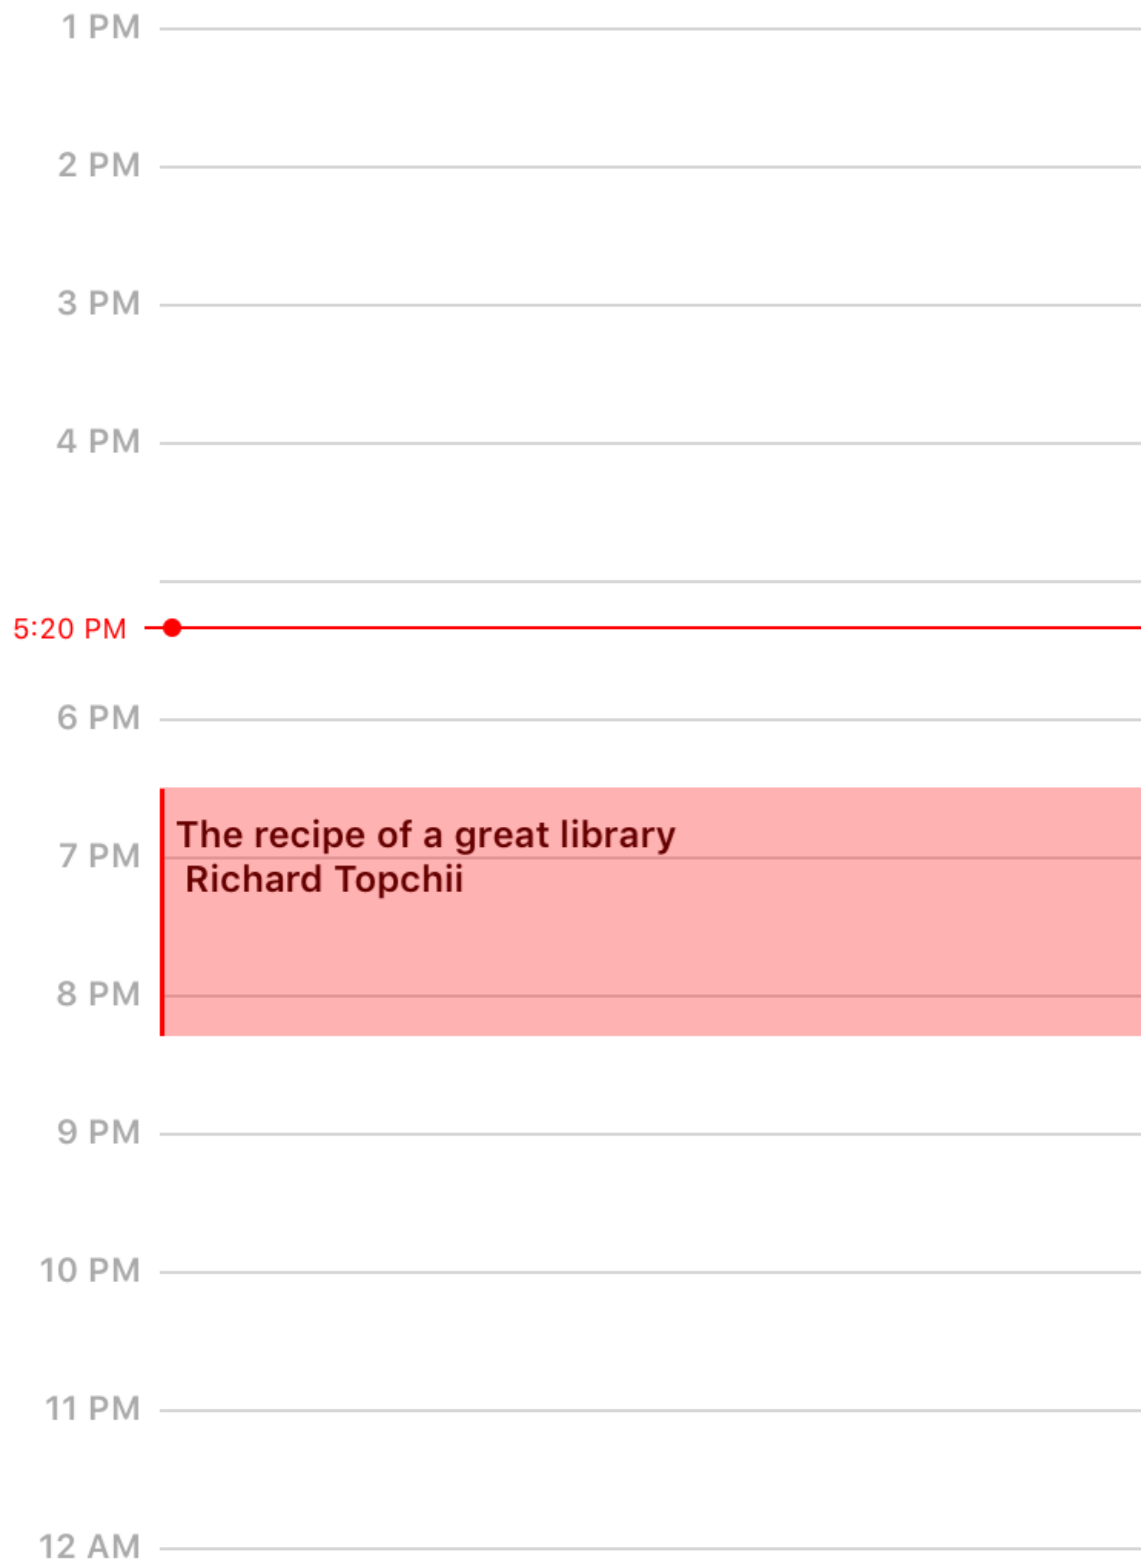 1 PM
2 PM
3 PM
4 PM
5:20 PM
6 PM
The recipe of a great library
7 PM
Richard Topchii
8 PM
9 PM
10 PM
11 PM
12 AM